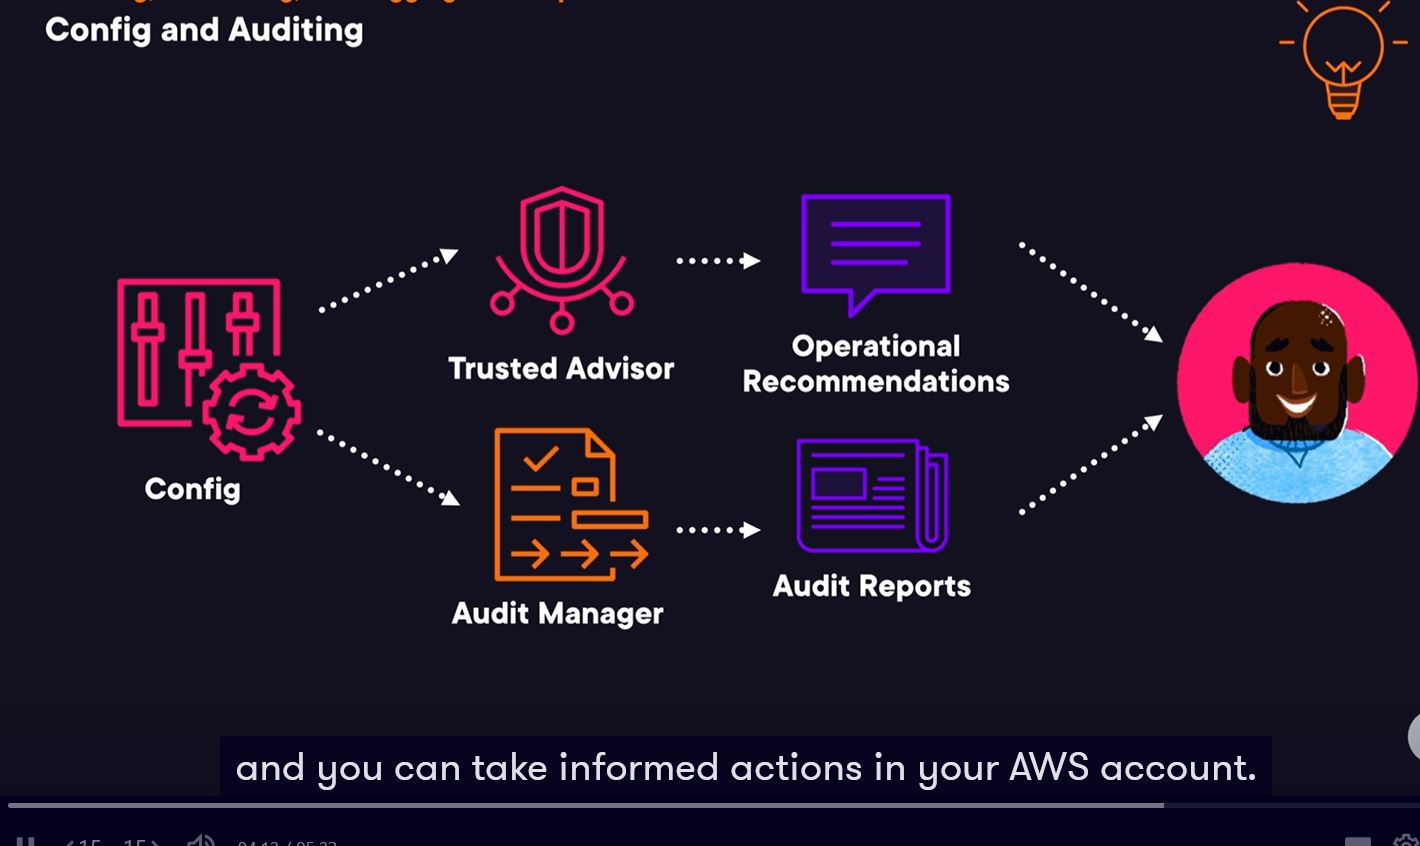 Config and Auditing
Trusted Advisor
Operational
Recommendations
Config
Audit Manager
Audit Reports
and you can take informed actions in your AWS account.